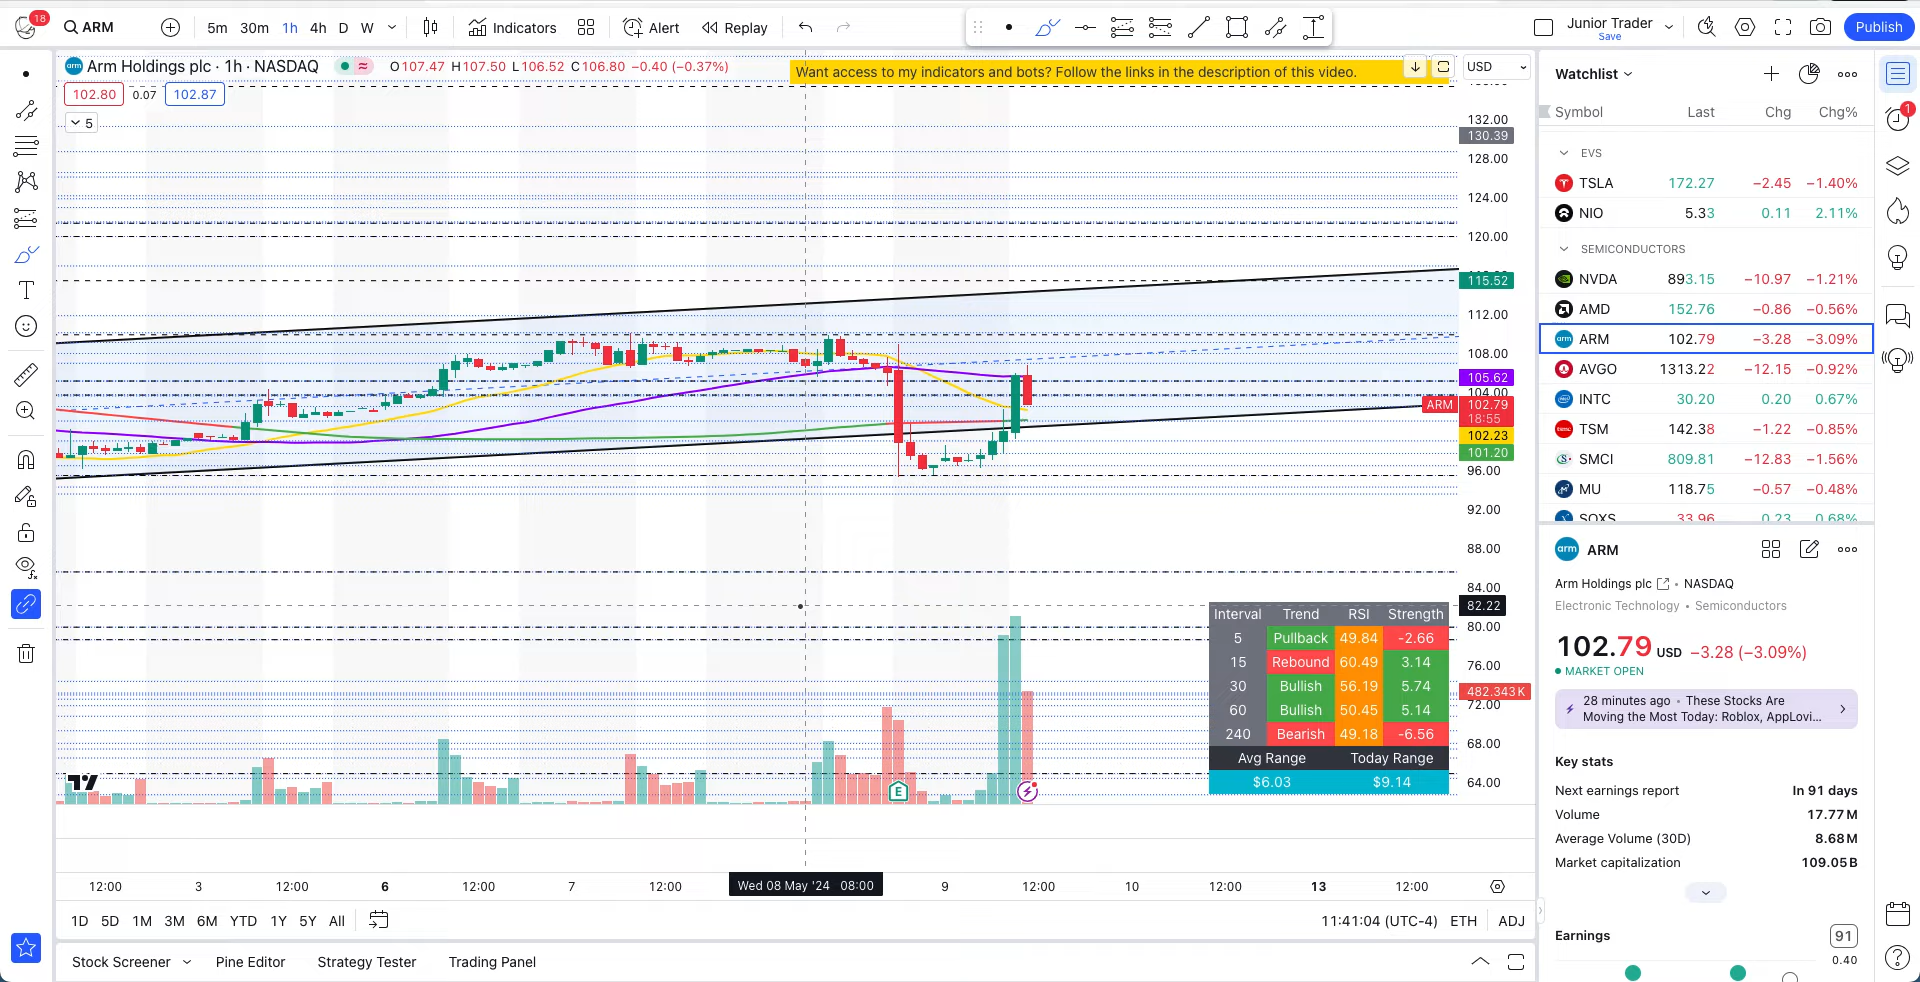 18
ARM
5m 30m 1h 4h D W
Indicators
Alert
Replay
Junior Trader
Save
Publish
arm Arm Holdings plc · 1h · NASDAQ
O107.47 H107.50 L106.52 C106.80 −0.40 (−0.37%)
Want access to my indicators and bots? Follow the links in the description of this video.
USD
102.80 0.07 102.87
5
132.00
130.39
128.00
124.00
120.00
115.52
112.00
108.00
105.62
104.00
ARM 102.79
18:55
102.23
101.20
96.00
92.00
88.00
84.00
82.22
80.00
76.00
482.343K
72.00
68.00
64.00
Interval Trend RSI Strength
5 Pullback 49.84 -2.66
15 Rebound 60.49 3.14
30 Bullish 56.19 5.74
60 Bullish 50.45 5.14
240 Bearish 49.18 -6.56
Avg Range Today Range
$6.03 $9.14
E
12:00 3 12:00 6 12:00 7 12:00 Wed 08 May '24 08:00 9 12:00 10 12:00 13 12:00
1D 5D 1M 3M 6M YTD 1Y 5Y All
11:41:04 (UTC-4) ETH ADJ
Stock Screener Pine Editor Strategy Tester Trading Panel
Watchlist
Symbol Last Chg Chg%
EVS
TSLA 172.27 −2.45 −1.40%
NIO 5.33 0.11 2.11%
SEMICONDUCTORS
NVDA 893.15 −10.97 −1.21%
AMD 152.76 −0.86 −0.56%
arm ARM 102.79 −3.28 −3.09%
AVGO 1313.22 −12.15 −0.92%
INTC 30.20 0.20 0.67%
TSM 142.38 −1.22 −0.85%
SMCI 809.81 −12.83 −1.56%
MU 118.75 −0.57 −0.48%
SOXS 33.96 0.23 0.68%
arm ARM
Arm Holdings plc • NASDAQ
Electronic Technology • Semiconductors
102.79 USD −3.28 (−3.09%)
MARKET OPEN
28 minutes ago • These Stocks Are
Moving the Most Today: Roblox, AppLovi...
Key stats
Next earnings report In 91 days
Volume 17.77M
Average Volume (30D) 8.68M
Market capitalization 109.05B
Earnings 91
0.40
1